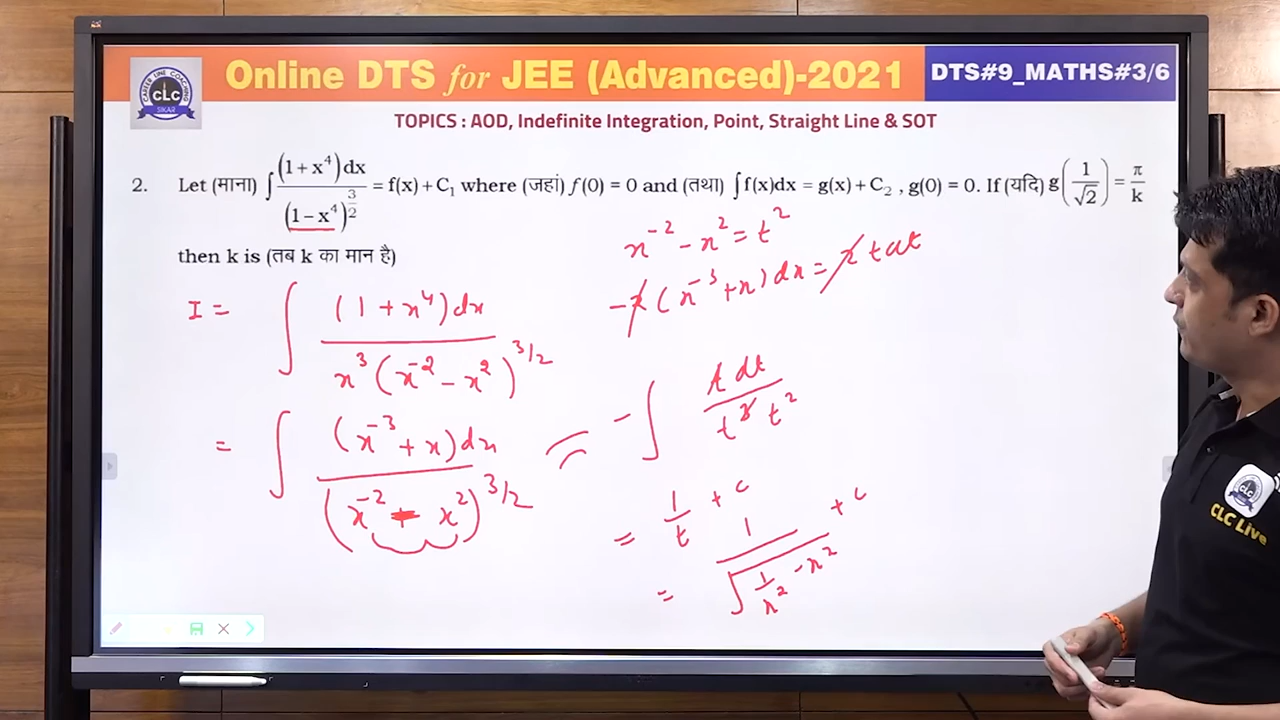 Online DTS for JEE (Advanced)-2021
DTS#9_MATHS#3/6
CAREER LINE COACHING
CLC
SIKAR
TOPICS : AOD, Indefinite Integration, Point, Straight Line & SOT
2. Let (माना) ∫ (1+x⁴)dx / (1−x⁴)^(3/2) = f(x) + C₁ where (जहां) f(0) = 0 and (तथा) ∫f(x)dx = g(x) + C₂ , g(0) = 0. If (यदि) g(1/√2) = π/k
then k is (तब k का मान है)
I = ∫ (1+x⁴)dx / x³(x⁻² − x²)^(3/2)
= ∫ (x⁻³ + x)dx / (x⁻² − x²)^(3/2)
x⁻² − x² = t²
−2(x⁻³ + x)dx = 2t dt
= −∫ t dt / t³ t²
= 1/t + c
= 1/√(1/x² − x²) + c
CLC
CLC Live